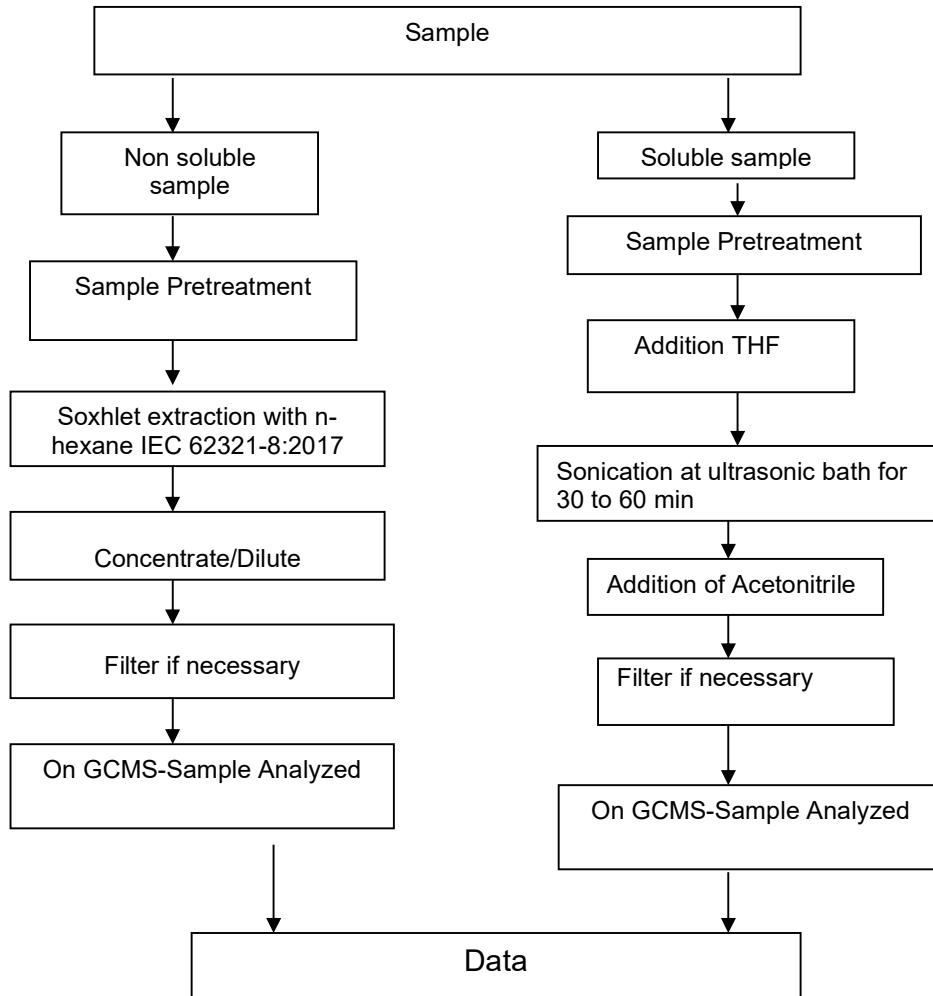 Sample
Non soluble
sample
Sample Pretreatment
Soxhlet extraction with n-
hexane IEC 62321-8:2017
Concentrate/Dilute
Filter if necessary
On GCMS-Sample Analyzed
Soluble sample
Sample Pretreatment
Addition THF
Sonication at ultrasonic bath for
30 to 60 min
Addition of Acetonitrile
Filter if necessary
On GCMS-Sample Analyzed
Data